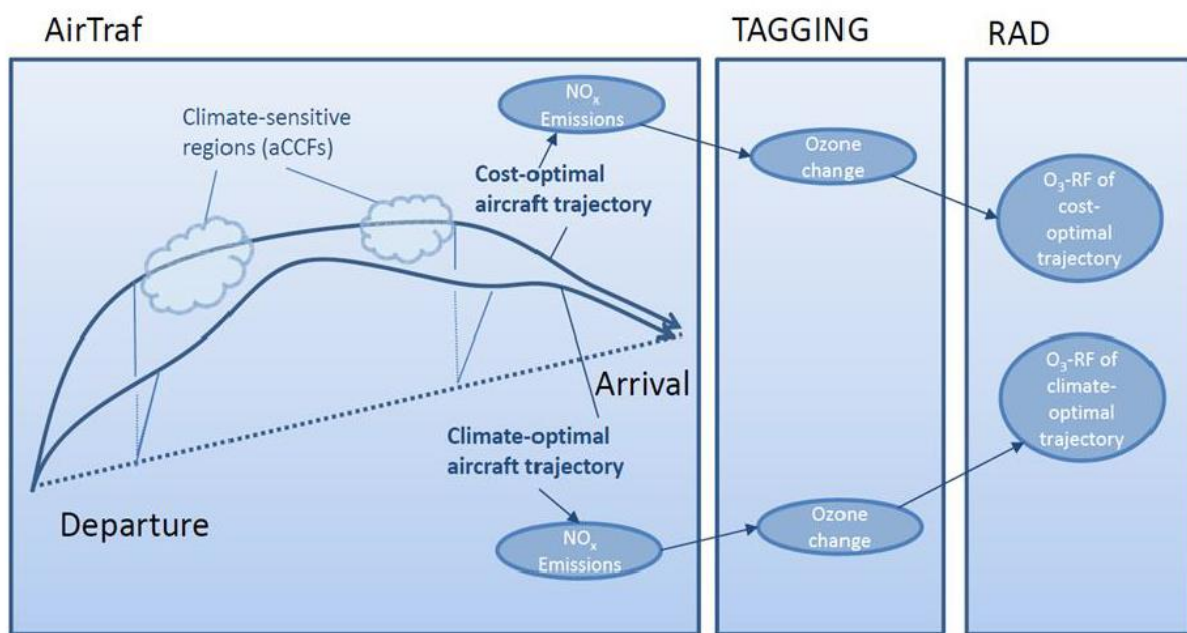 AirTraf
TAGGING
RAD
Climate-sensitive
regions (aCCFs)
NOₓ
Emissions
Cost-optimal
aircraft trajectory
Ozone
change
O₃-RF of
cost-
optimal
trajectory
Arrival
O₃-RF of
climate-
optimal
trajectory
Climate-optimal
aircraft trajectory
Departure
NOₓ
Emissions
Ozone
change